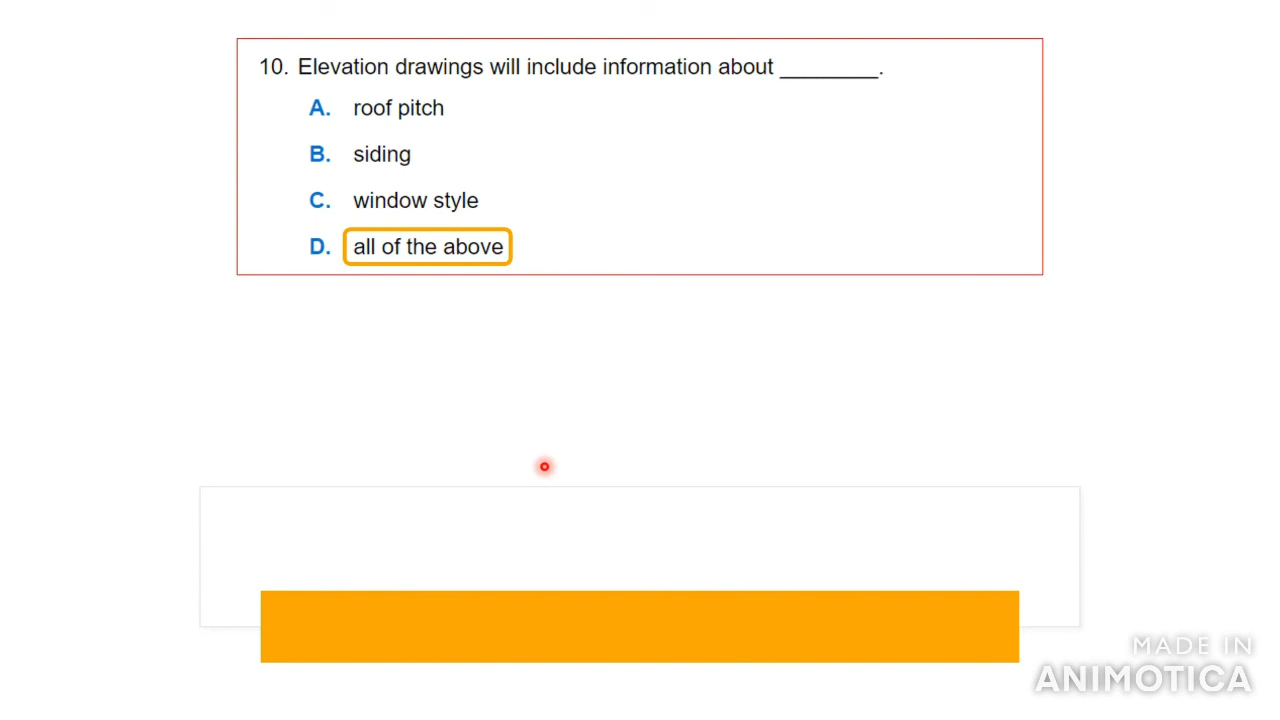 10. Elevation drawings will include information about ________.
A. roof pitch
B. siding
C. window style
D. all of the above
MADE IN
ANIMOTICA